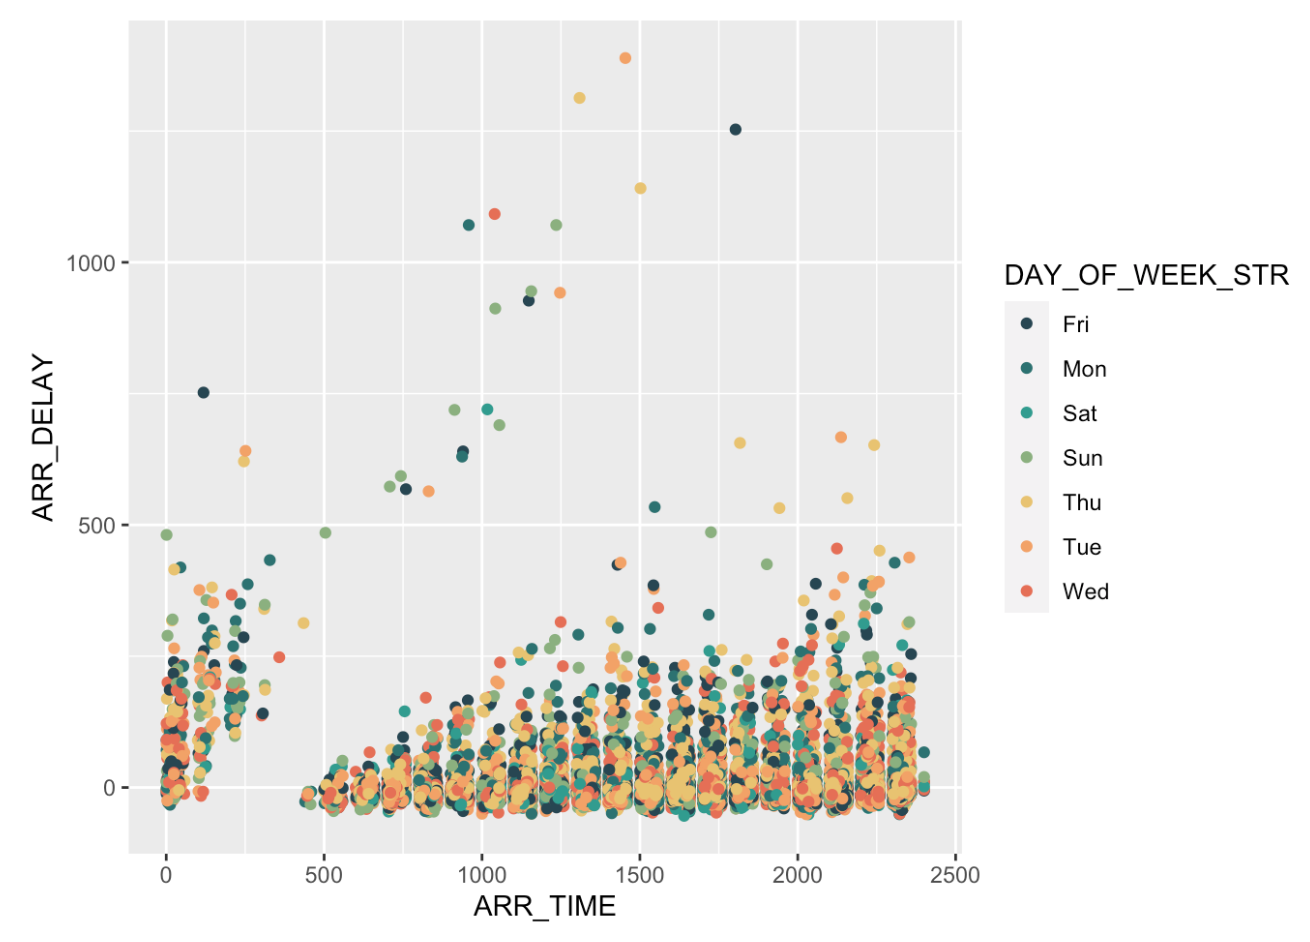 ARR_DELAY
1000
500
0
0
500
1000
1500
2000
2500
ARR_TIME
DAY_OF_WEEK_STR
Fri
Mon
Sat
Sun
Thu
Tue
Wed